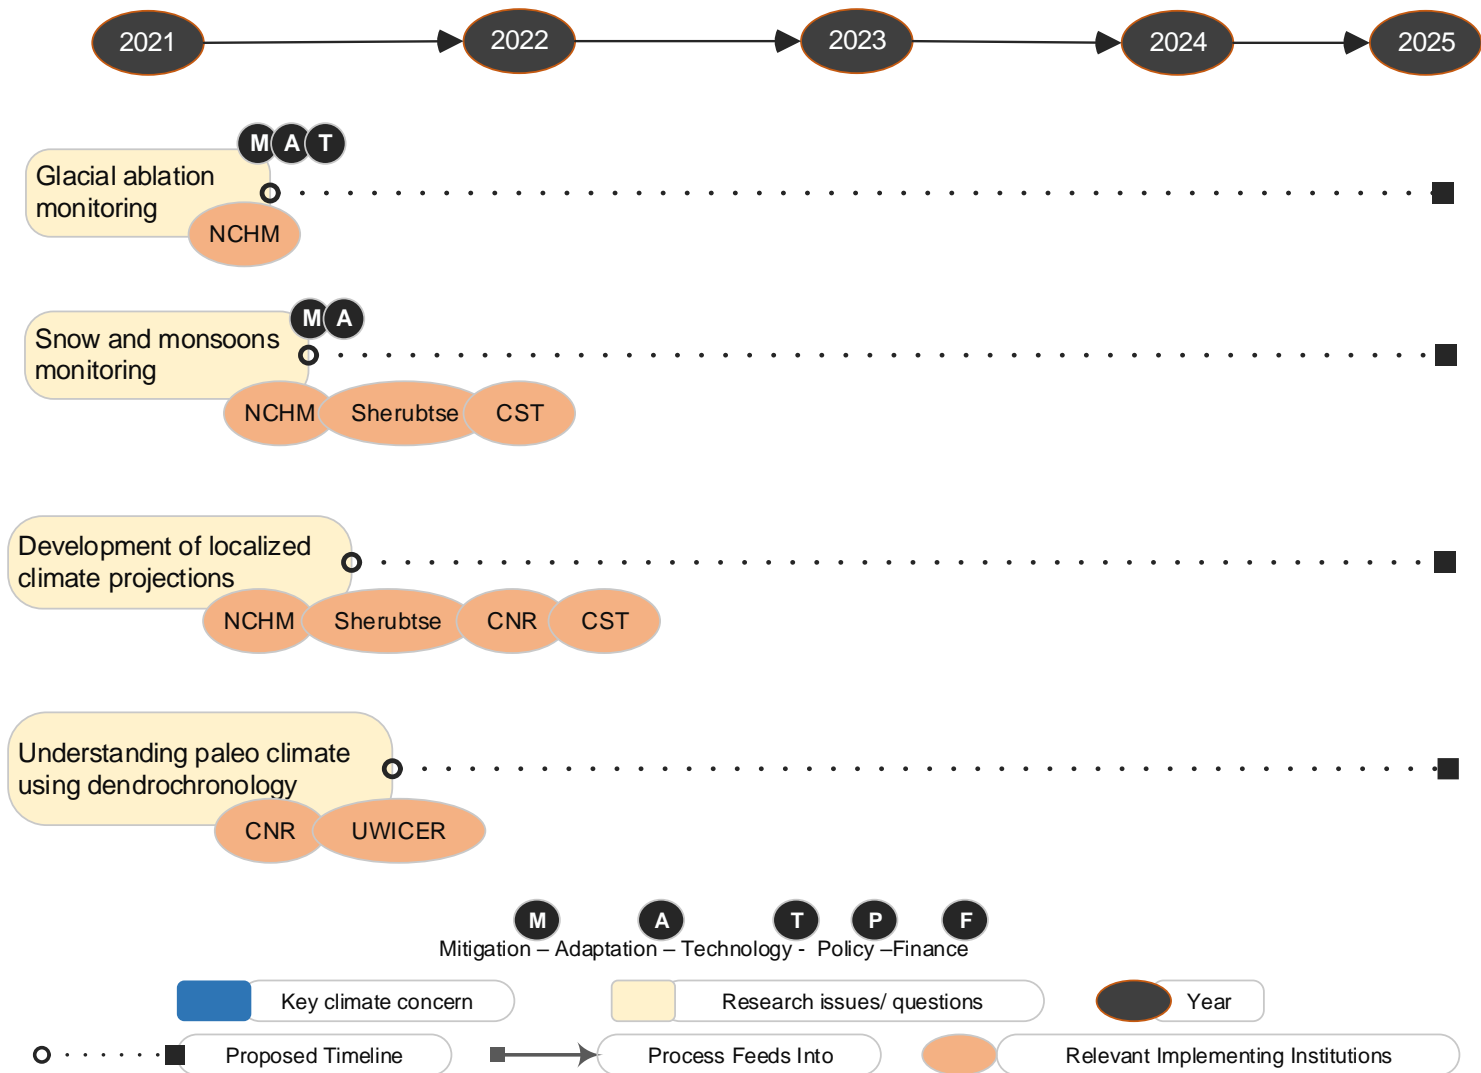 2021 2022 2023 2024 2025
M A T
Glacial ablation
monitoring
NCHM
M A
Snow and monsoons
monitoring
NCHM Sherubtse CST
Development of localized
climate projections
NCHM Sherubtse CNR CST
Understanding paleo climate
using dendrochronology
CNR UWICER
M A T P F
Mitigation – Adaptation – Technology - Policy –Finance
Key climate concern Research issues/ questions Year
Proposed Timeline Process Feeds Into Relevant Implementing Institutions